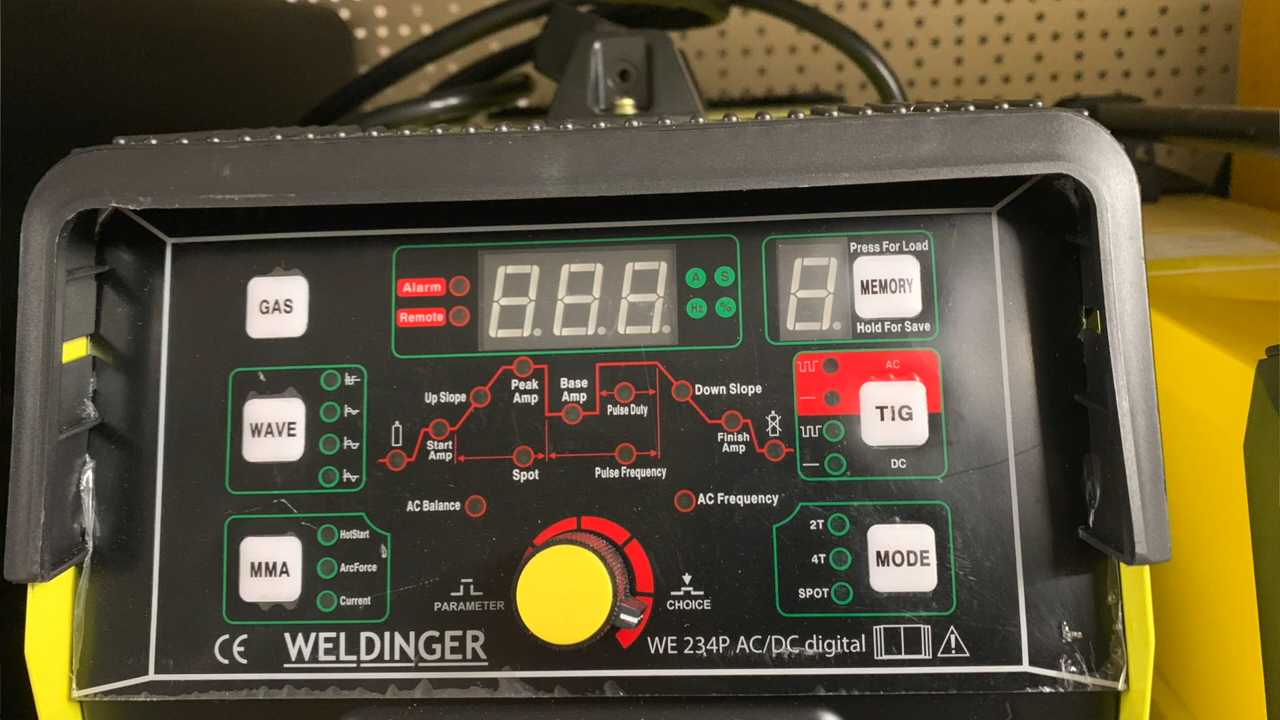 GAS
Alarm
Remote
A
S
Hz
%
Press For Load
MEMORY
Hold For Save
WAVE
Up Slope
Peak
Amp
Base
Amp
Pulse Duty
Down Slope
Start
Amp
Spot
Pulse Frequency
Finish
Amp
AC
TIG
DC
AC Balance
AC Frequency
MMA
HotStart
ArcForce
Current
PARAMETER
CHOICE
2T
4T
SPOT
MODE
CE
WELDINGER
WE 234P AC/DC digital